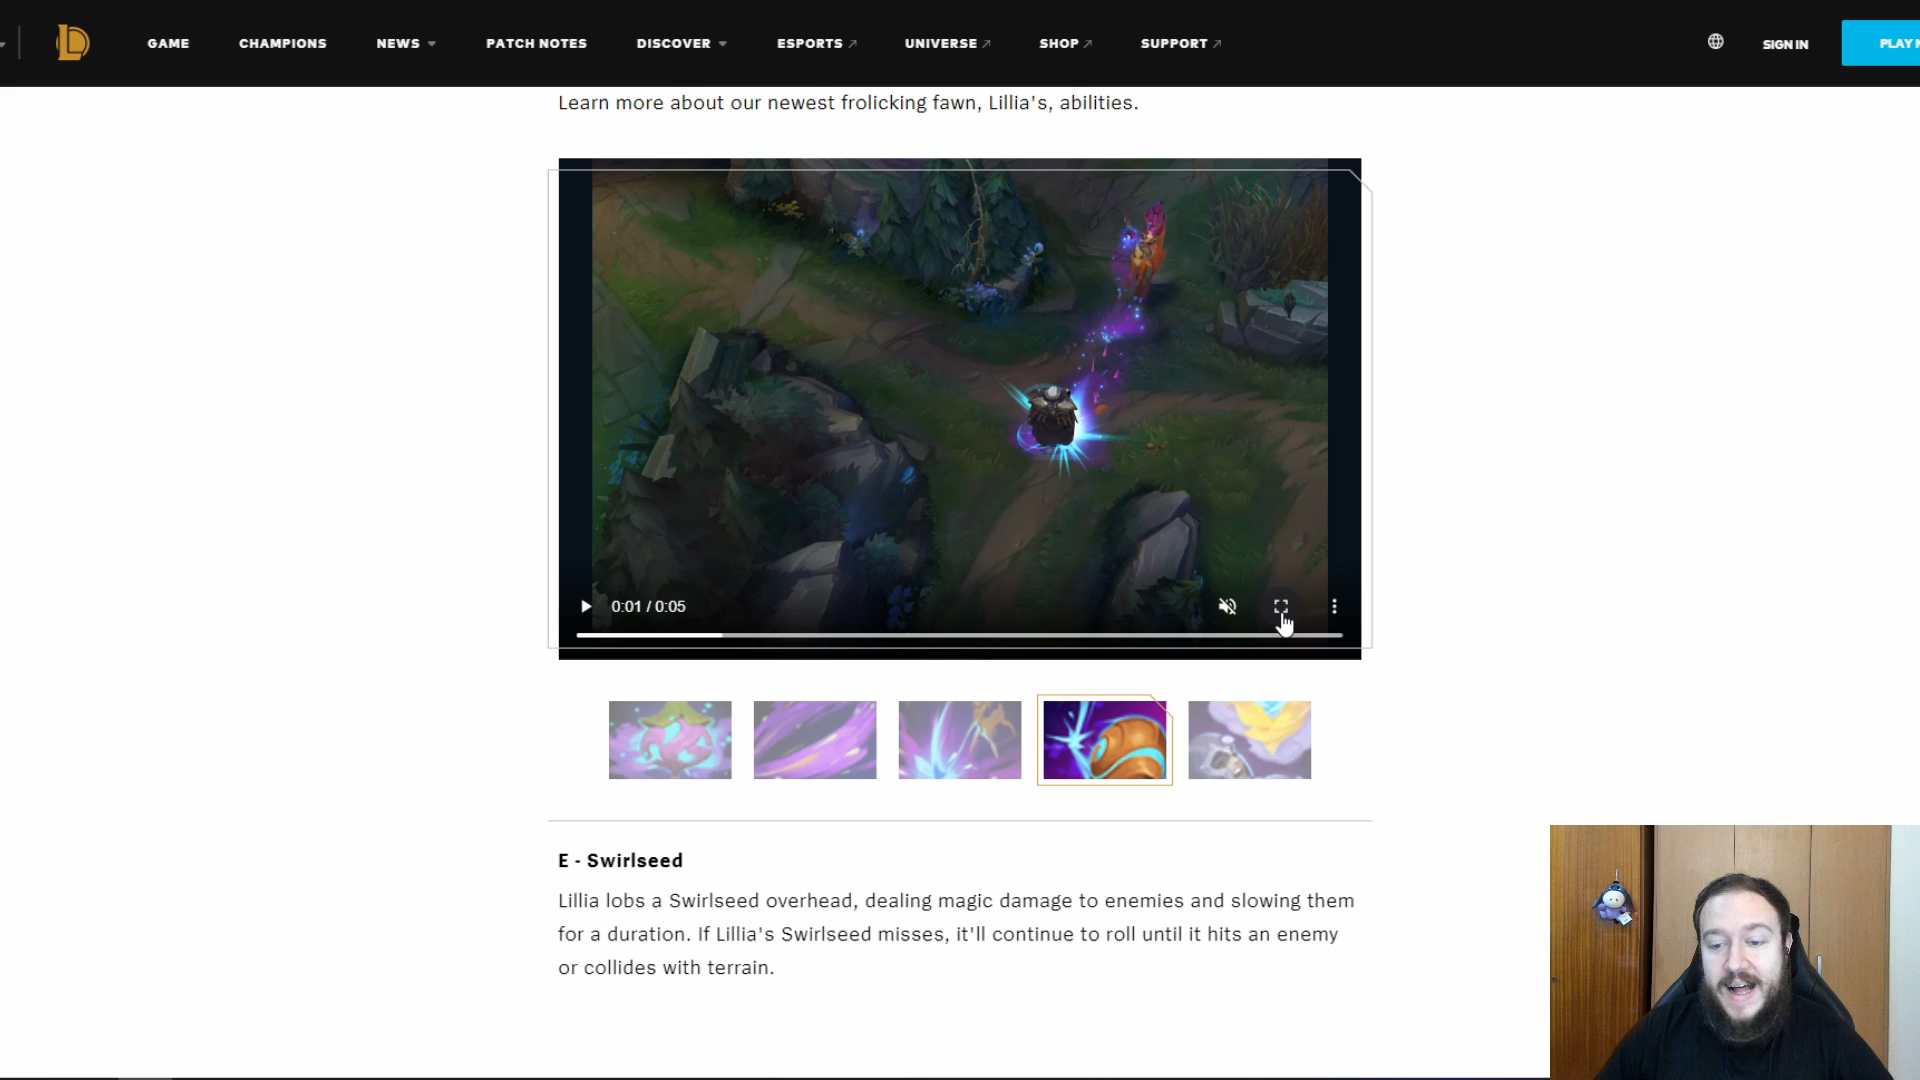 GAME CHAMPIONS NEWS PATCH NOTES DISCOVER ESPORTS UNIVERSE SHOP SUPPORT SIGN IN PLAY
Learn more about our newest frolicking fawn, Lillia's, abilities.
0:01 / 0:05
E - Swirlseed
Lillia lobs a Swirlseed overhead, dealing magic damage to enemies and slowing them
for a duration. If Lillia's Swirlseed misses, it'll continue to roll until it hits an enemy
or collides with terrain.